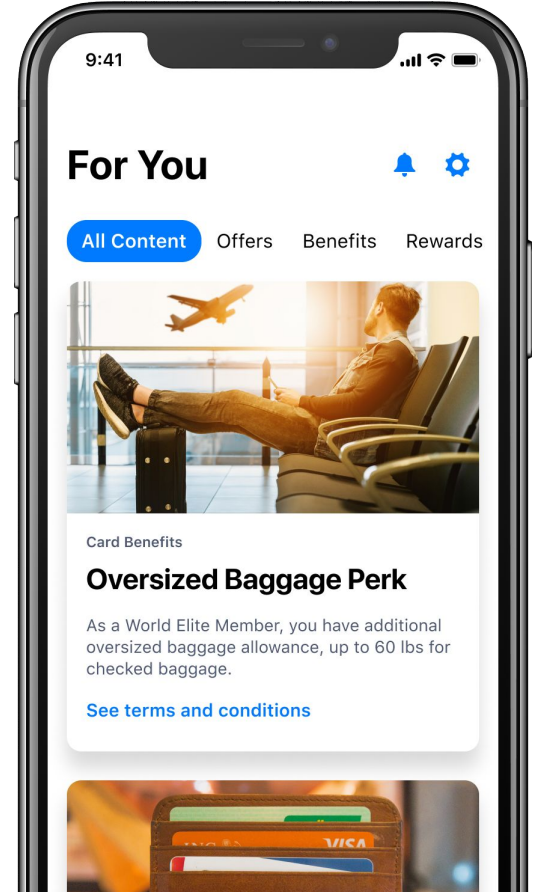 9:41
For You
All Content Offers Benefits Rewards
Card Benefits
Oversized Baggage Perk
As a World Elite Member, you have additional
oversized baggage allowance, up to 60 lbs for
checked baggage.
See terms and conditions
ING
VISA